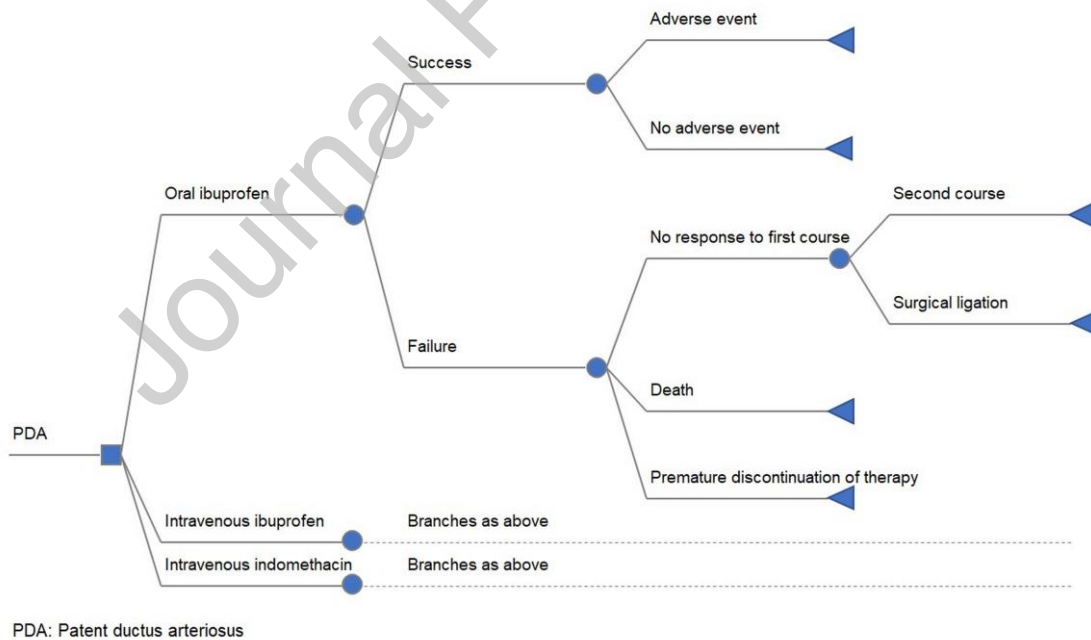 Adverse event
Success
No adverse event
Oral ibuprofen
Second course
No response to first course
Surgical ligation
Failure
Death
PDA
Premature discontinuation of therapy
Intravenous ibuprofen Branches as above
Intravenous indomethacin Branches as above
PDA: Patent ductus arteriosus
Journal P